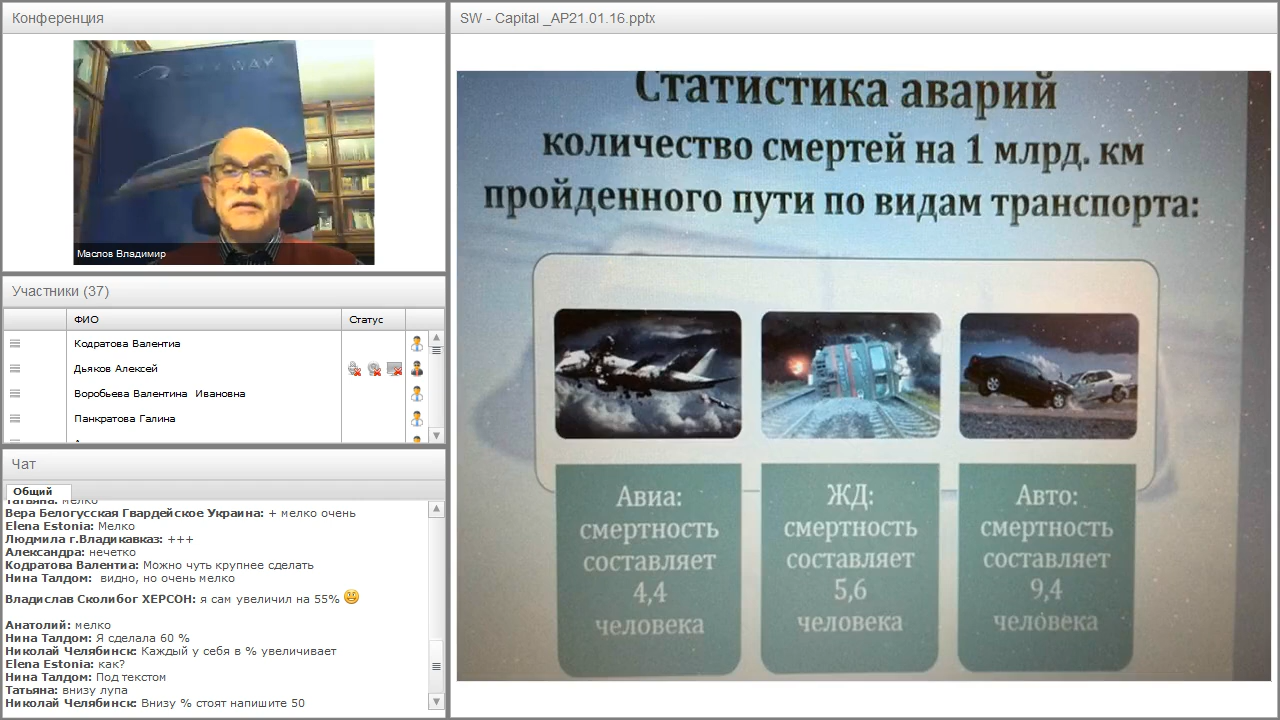 Конференция
SKYWAY
Маслов Владимир
Участники (37)
ФИО
Статус
Кодратова Валентиа
Дьяков Алексей
Воробьева Валентина Ивановна
Панкратова Галина
Чат
Общий
Татьяна: мелко
Вера Белогусская Гвардейское Украина: + мелко очень
Elena Estonia: Мелко
Людмила г.Владикавказ: +++
Александра: нечетко
Кодратова Валентиа: Можно чуть крупнее сделать
Нина Талдом: видно, но очень мелко
Владислав Сколибог ХЕРСОН: я сам увеличил на 55%
Анатолий: мелко
Нина Талдом: Я сделала 60 %
Николай Челябинск: Каждый у себя в % увеличивает
Elena Estonia: как?
Нина Талдом: Под текстом
Татьяна: внизу лупа
Николай Челябинск: Внизу % стоят напишите 50
SW - Capital _AP21.01.16.pptx
Статистика аварий
количество смертей на 1 млрд. км
пройденного пути по видам транспорта:
Авиа:
смертность
составляет
4,4
человека
ЖД:
смертность
составляет
5,6
человека
Авто:
смертность
составляет
9,4
человека